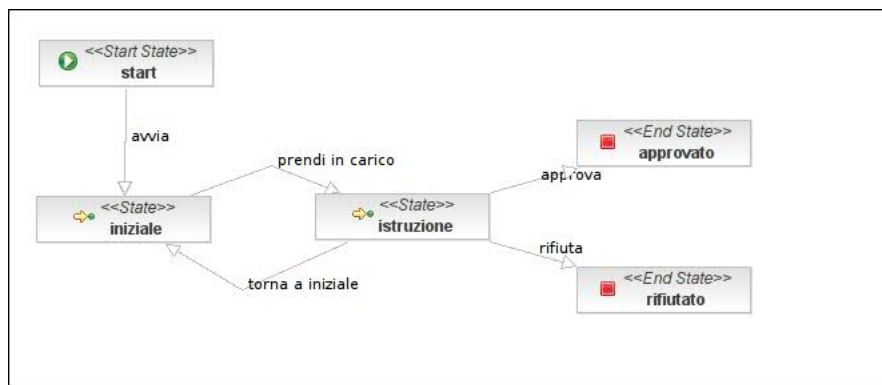 <<Start State>>
start
avvia
prendi in carico
<<State>>
iniziale
<<State>>
istruzione
torna a iniziale
approva
<<End State>>
approvato
rifiuta
<<End State>>
rifiutato